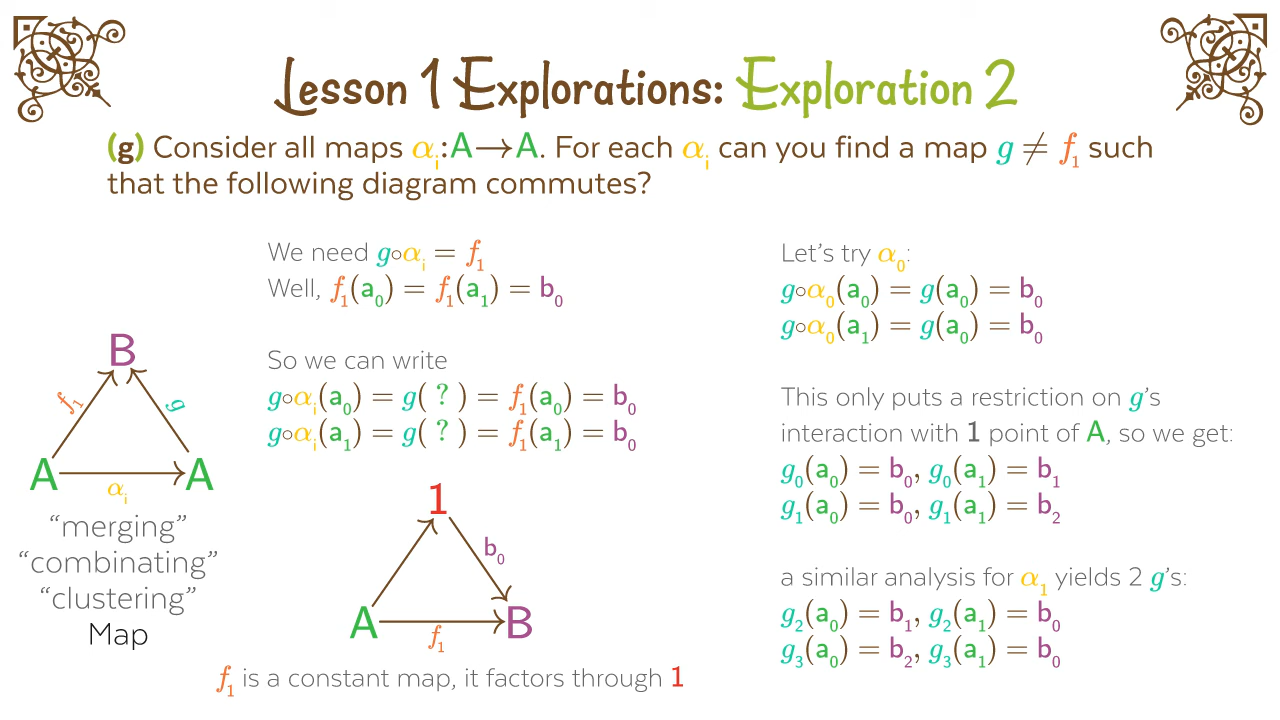 Lesson 1 Explorations: Exploration 2
(g) Consider all maps αᵢ:A→A. For each αᵢ can you find a map g ≠ f₁ such
that the following diagram commutes?
We need g∘αᵢ = f₁
Well, f₁(a₀) = f₁(a₁) = b₀
So we can write
g∘αᵢ(a₀) = g( ? ) = f₁(a₀) = b₀
g∘αᵢ(a₁) = g( ? ) = f₁(a₁) = b₀
B
f₁
g
A
A
αᵢ
“merging”
“combinating”
“clustering”
Map
1
b₀
A
B
f₁
f₁ is a constant map, it factors through 1
Let’s try α₀:
g∘α₀(a₀) = g(a₀) = b₀
g∘α₀(a₁) = g(a₀) = b₀
This only puts a restriction on g’s
interaction with 1 point of A, so we get:
g₀(a₀) = b₀, g₀(a₁) = b₁
g₁(a₀) = b₀, g₁(a₁) = b₂
a similar analysis for α₁ yields 2 g’s:
g₂(a₀) = b₁, g₂(a₁) = b₀
g₃(a₀) = b₂, g₃(a₁) = b₀